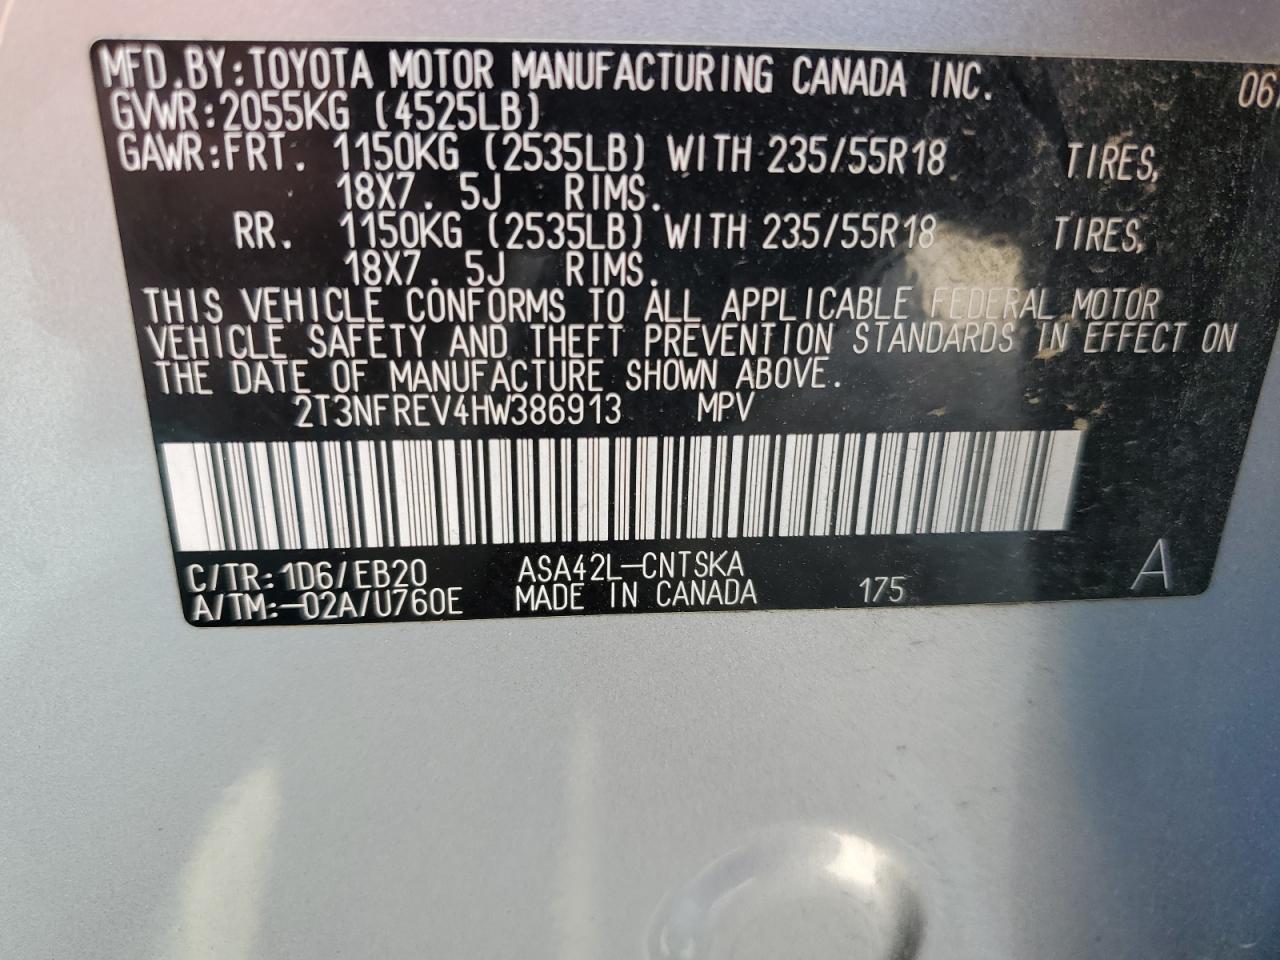 MFD.BY:TOYOTA MOTOR MANUFACTURING CANADA INC. 06
GVWR:2055KG (4525LB)
GAWR:FRT. 1150KG (2535LB) WITH 235/55R18 TIRES,
18X7.5J RIMS.
RR. 1150KG (2535LB) WITH 235/55R18 TIRES,
18X7.5J RIMS.
THIS VEHICLE CONFORMS TO ALL APPLICABLE FEDERAL MOTOR
VEHICLE SAFETY AND THEFT PREVENTION STANDARDS IN EFFECT ON
THE DATE OF MANUFACTURE SHOWN ABOVE.
2T3NFREV4HW386913 MPV
C/TR:1D6/EB20 ASA42L-CNTSKA
A/TM:-02A/U760E MADE IN CANADA 175 A